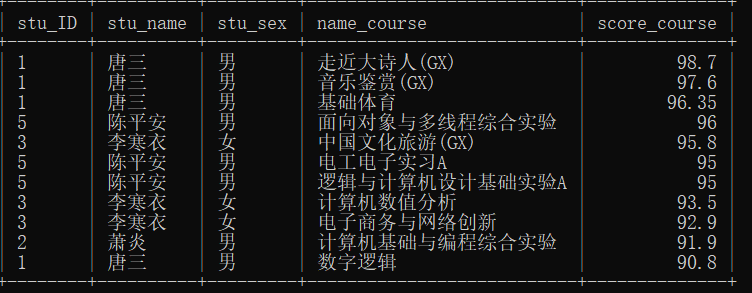 stu_ID stu_name stu_sex name_course score_course
1 唐三 男 走近大诗人(GX) 98.7
1 唐三 男 音乐鉴赏(GX) 97.6
1 唐三 男 基础体育 96.35
5 陈平安 男 面向对象与多线程综合实验 96
3 李寒衣 女 中国文化旅游(GX) 95.8
5 陈平安 男 电工电子实习A 95
5 陈平安 男 逻辑与计算机设计基础实验A 95
3 李寒衣 女 计算机数值分析 93.5
3 李寒衣 女 电子商务与网络创新 92.9
2 萧炎 男 计算机基础与编程综合实验 91.9
1 唐三 男 数字逻辑 90.8